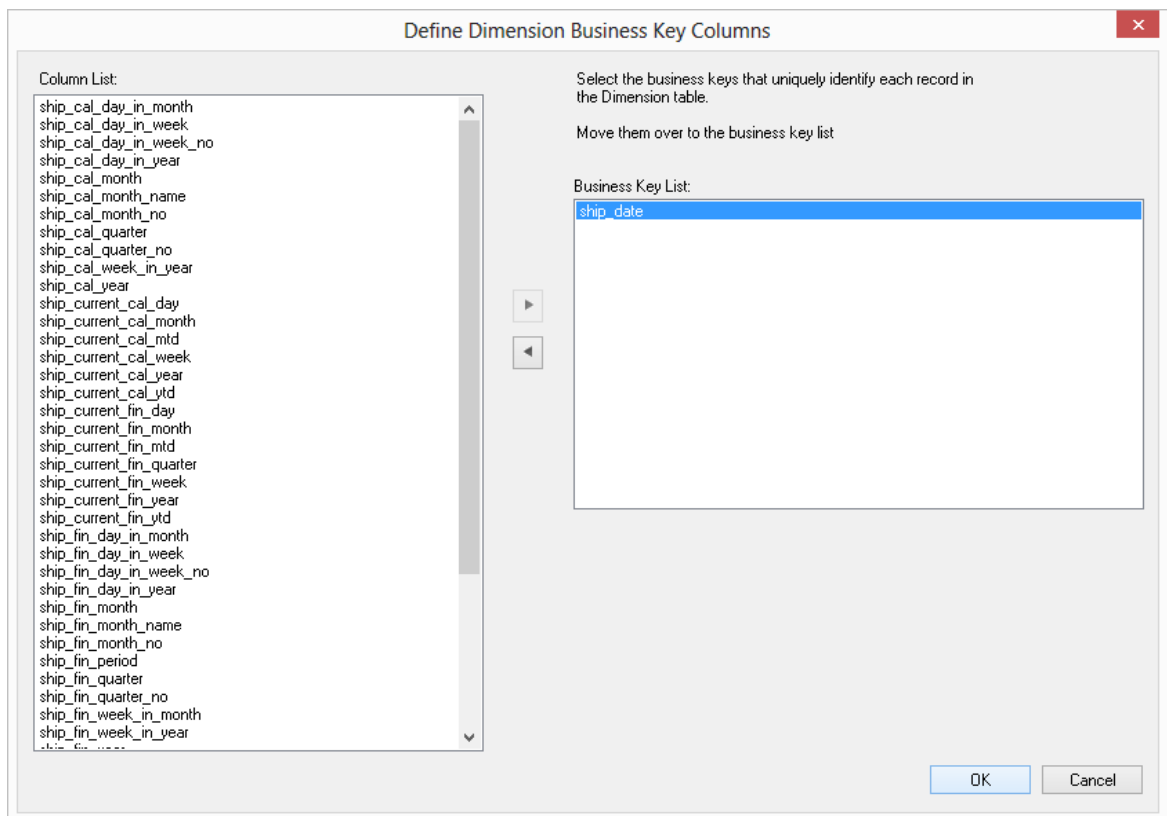 Define Dimension Business Key Columns
Column List:
ship_cal_day_in_month
ship_cal_day_in_week
ship_cal_day_in_week_no
ship_cal_day_in_year
ship_cal_month
ship_cal_month_name
ship_cal_month_no
ship_cal_quarter
ship_cal_quarter_no
ship_cal_week_in_year
ship_cal_year
ship_current_cal_day
ship_current_cal_month
ship_current_cal_mtd
ship_current_cal_week
ship_current_cal_year
ship_current_cal_ytd
ship_current_fin_day
ship_current_fin_month
ship_current_fin_mtd
ship_current_fin_quarter
ship_current_fin_week
ship_current_fin_year
ship_current_fin_ytd
ship_fin_day_in_month
ship_fin_day_in_week
ship_fin_day_in_week_no
ship_fin_day_in_year
ship_fin_month
ship_fin_month_name
ship_fin_month_no
ship_fin_period
ship_fin_quarter
ship_fin_quarter_no
ship_fin_week_in_month
ship_fin_week_in_year
Select the business keys that uniquely identify each record in
the Dimension table.
Move them over to the business key list
Business Key List:
ship_date
OK
Cancel